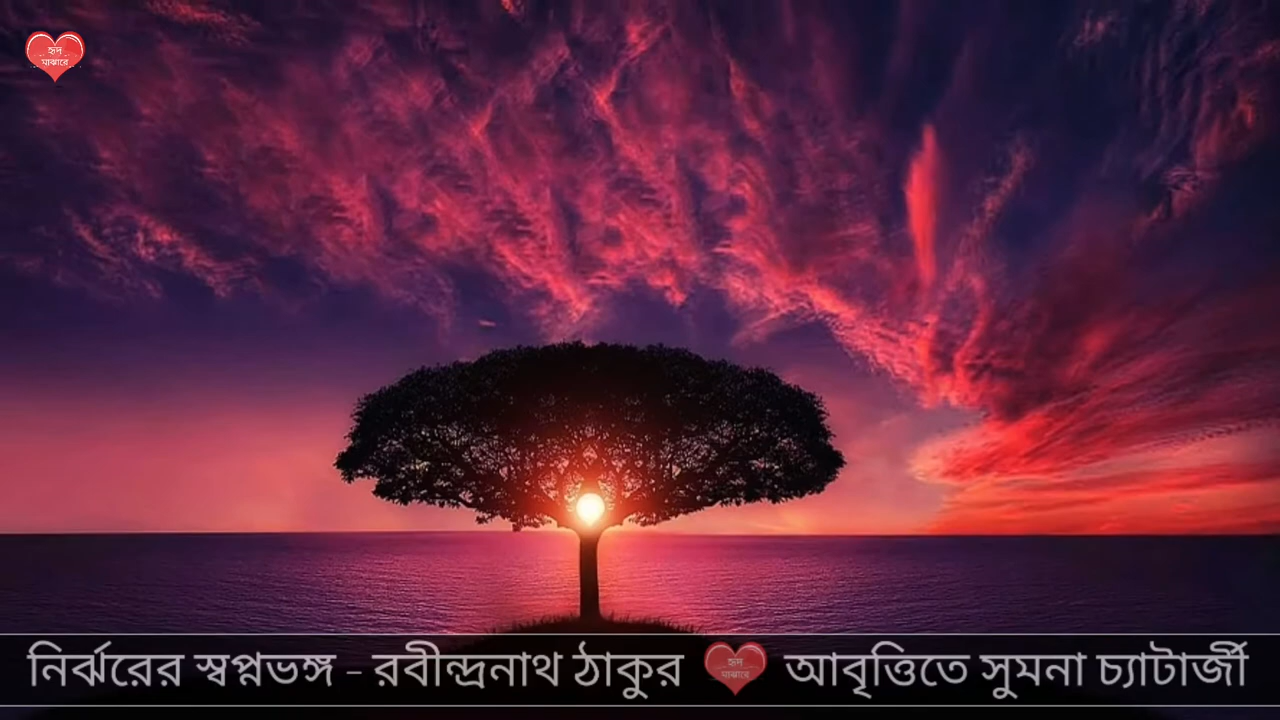 হৃদ
মাঝারে
নির্ঝরের স্বপ্নভঙ্গ - রবীন্দ্রনাথ ঠাকুর হৃদ মাঝারে আবৃত্তিতে সুমনা চ্যাটার্জী